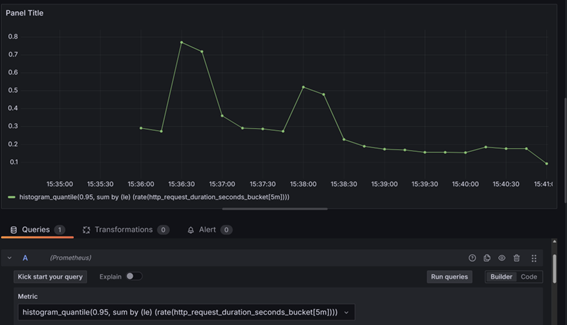 Panel Title
0.8
0.7
0.6
0.5
0.4
0.3
0.2
0.1
15:35:00 15:35:30 15:36:00 15:36:30 15:37:00 15:37:30 15:38:00 15:38:30 15:39:00 15:39:30 15:40:00 15:40:30 15:41:0
histogram_quantile(0.95, sum by (le) (rate(http_request_duration_seconds_bucket[5m])))
Queries 1 Transformations 0 Alert 0
A (Prometheus)
Kick start your query Explain Run queries Builder Code
Metric
histogram_quantile(0.95, sum by (le) (rate(http_request_duration_seconds_bucket[5m])))